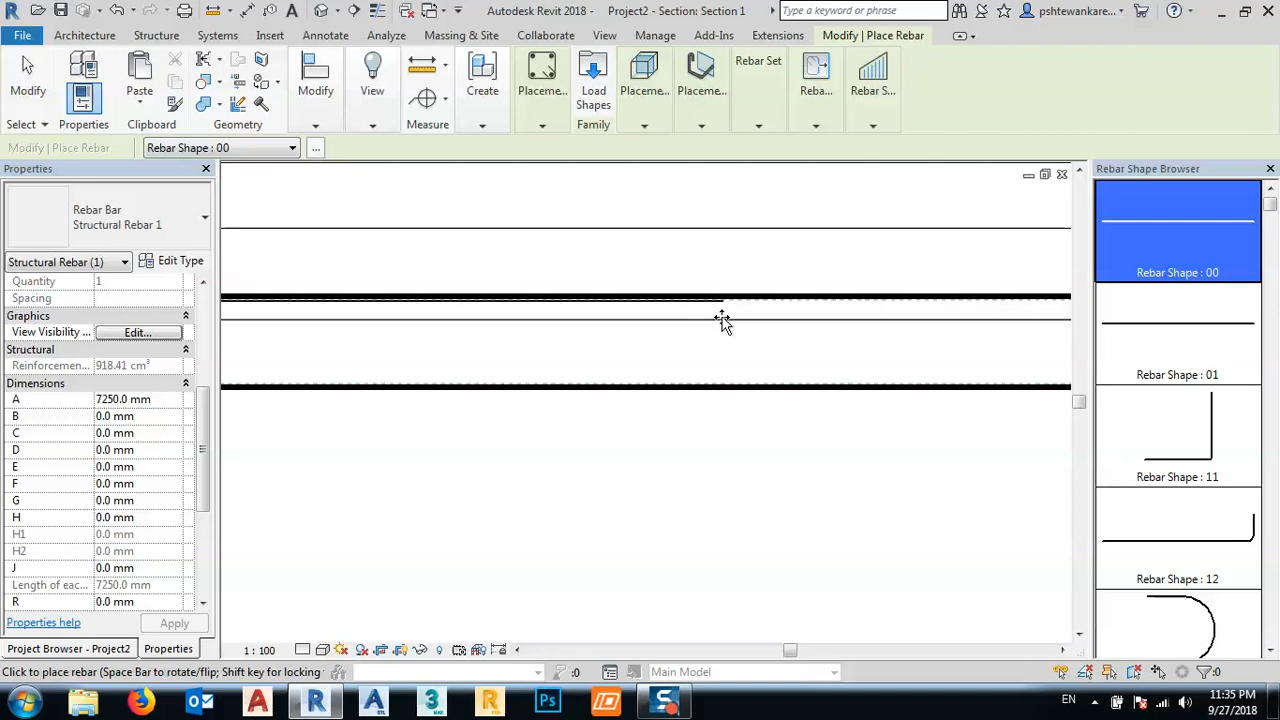 Autodesk Revit 2018 - Project2 - Section: Section 1
Type a keyword or phrase
pshtewankare...
File Architecture Structure Systems Insert Annotate Analyze Massing & Site Collaborate View Manage Add-Ins Extensions Modify | Place Rebar
Modify Paste Modify View Create Placeme... Load Shapes Placeme... Placeme... Rebar Set Reba... Rebar S...
Select Properties Clipboard Geometry Measure Family
Modify | Place Rebar Rebar Shape : 00 ...
Properties
Rebar Bar
Structural Rebar 1
Structural Rebar (1) Edit Type
Quantity 1
Spacing
Graphics
View Visibility ... Edit...
Structural
Reinforcemen... 918.41 cm³
Dimensions
A 7250.0 mm
B 0.0 mm
C 0.0 mm
D 0.0 mm
E 0.0 mm
F 0.0 mm
G 0.0 mm
H 0.0 mm
H1 0.0 mm
H2 0.0 mm
J 0.0 mm
Length of eac... 7250.0 mm
R 0.0 mm
Properties help Apply
Project Browser - Project2 Properties
Rebar Shape Browser
Rebar Shape : 00
Rebar Shape : 01
Rebar Shape : 11
Rebar Shape : 12
1 : 100
Click to place rebar (Space Bar to rotate/flip; Shift key for locking
:0 Main Model :0
EN 11:35 PM
9/27/2018